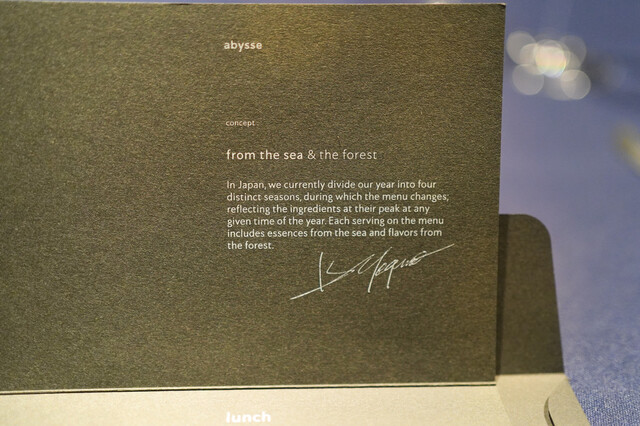 abysse
concept
from the sea & the forest
In Japan, we currently divide our year into four
distinct seasons, during which the menu changes;
reflecting the ingredients at their peak at any
given time of the year. Each serving on the menu
includes essences from the sea and flavors from
the forest.
lunch